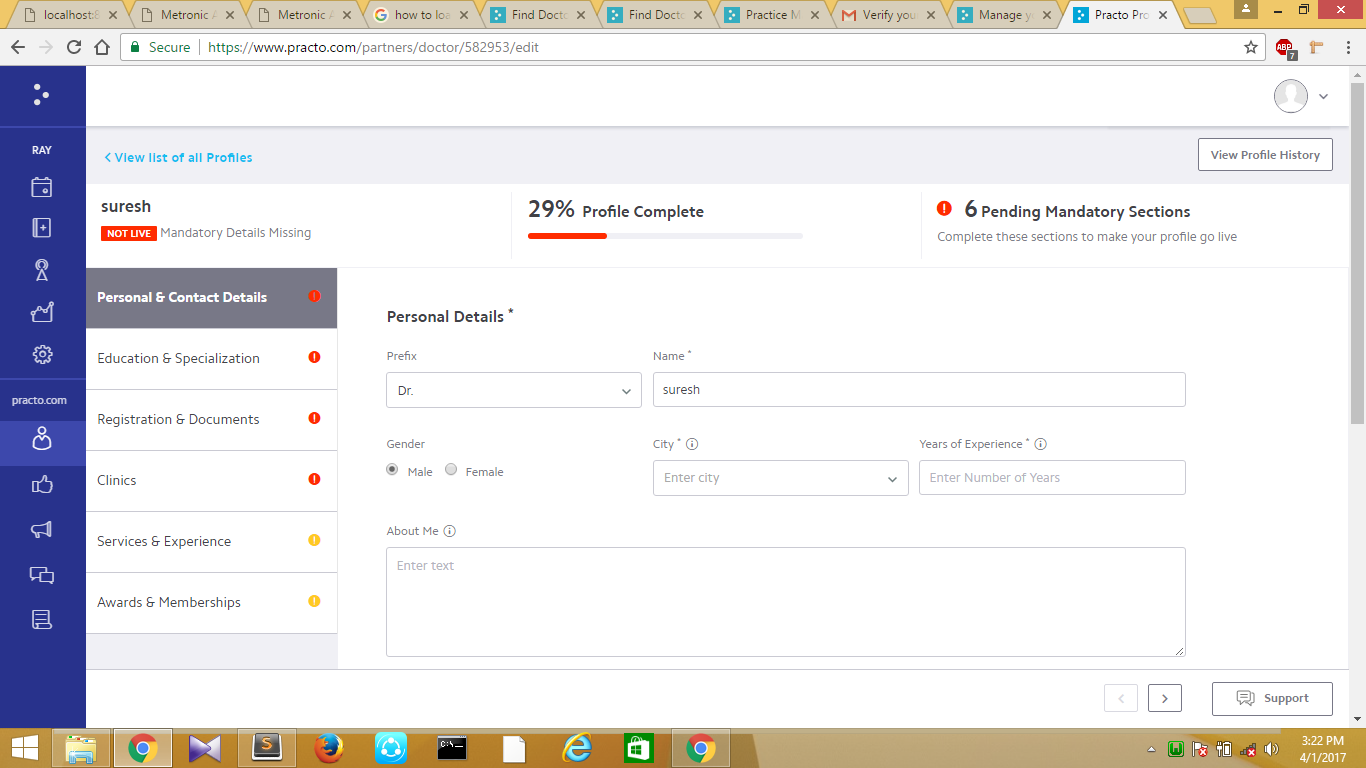 localhost:8
Metronic A
Metronic A
how to loa
Find Docto
Find Docto
Practice M
Verify you
Manage y
Practo Pro
Secure https://www.practo.com/partners/doctor/582953/edit
ABP
7
RAY
View list of all Profiles
View Profile History
suresh
NOT LIVE Mandatory Details Missing
29% Profile Complete
6 Pending Mandatory Sections
Complete these sections to make your profile go live
Personal & Contact Details
Education & Specialization
Registration & Documents
Clinics
Services & Experience
Awards & Memberships
practo.com
Personal Details *
Prefix
Name *
Dr.
suresh
Gender
City *
Years of Experience *
Male
Female
Enter city
Enter Number of Years
About Me
Enter text
Support
3:22 PM
4/1/2017